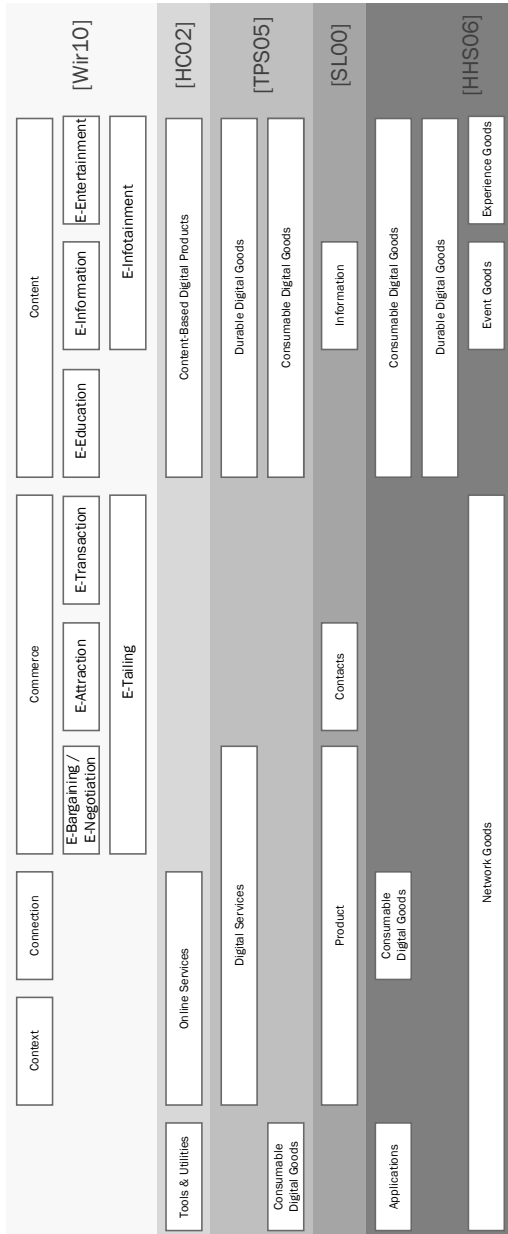 Context
Connection
Commerce
Content
[Wir10]
E-Bargaining /
E-Negotiation
E-Attraction
E-Transaction
E-Education
E-Information
E-Entertainment
E-Tailing
E-Infotainment
Tools & Utilities
Online Services
Content-Based Digital Products
[HC02]
Digital Services
Durable Digital Goods
[TPS05]
Consumable
Digital Goods
Consumable Digital Goods
Product
Contacts
Information
[SL00]
Applications
Consumable
Digital Goods
Consumable Digital Goods
Durable Digital Goods
[HHS06]
Network Goods
Event Goods
Experience Goods